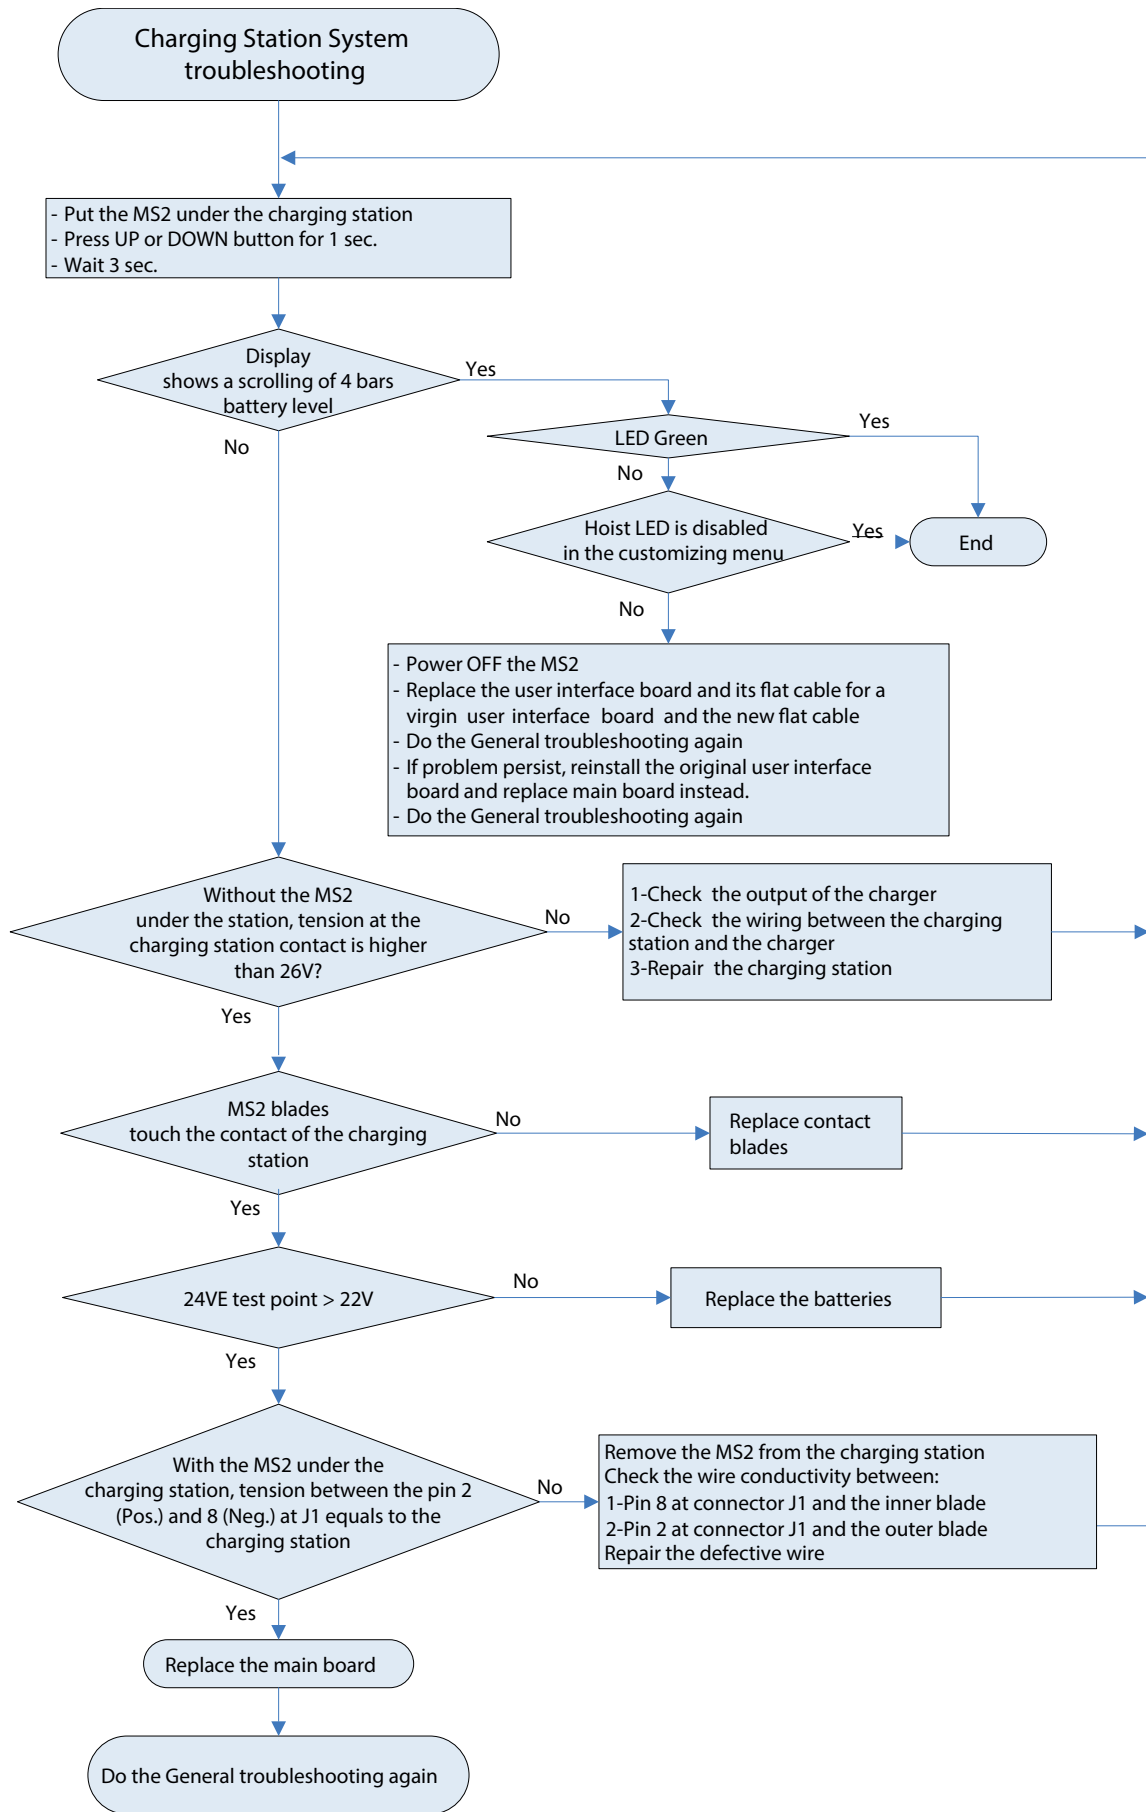 Charging Station System
troubleshooting
- Put the MS2 under the charging station
- Press UP or DOWN button for 1 sec.
- Wait 3 sec.
Display
shows a scrolling of 4 bars
battery level
Yes
No
LED Green
Yes
No
Hoist LED is disabled
in the customizing menu
Yes
End
No
- Power OFF the MS2
- Replace the user interface board and its flat cable for a
virgin user interface board and the new flat cable
- Do the General troubleshooting again
- If problem persist, reinstall the original user interface
board and replace main board instead.
- Do the General troubleshooting again
Without the MS2
under the station, tension at the
charging station contact is higher
than 26V?
No
1-Check the output of the charger
2-Check the wiring between the charging
station and the charger
3-Repair the charging station
Yes
MS2 blades
touch the contact of the charging
station
No
Replace contact
blades
Yes
24VE test point > 22V
No
Replace the batteries
Yes
With the MS2 under the
charging station, tension between the pin 2
(Pos.) and 8 (Neg.) at J1 equals to the
charging station
No
Remove the MS2 from the charging station
Check the wire conductivity between:
1-Pin 8 at connector J1 and the inner blade
2-Pin 2 at connector J1 and the outer blade
Repair the defective wire
Yes
Replace the main board
Do the General troubleshooting again